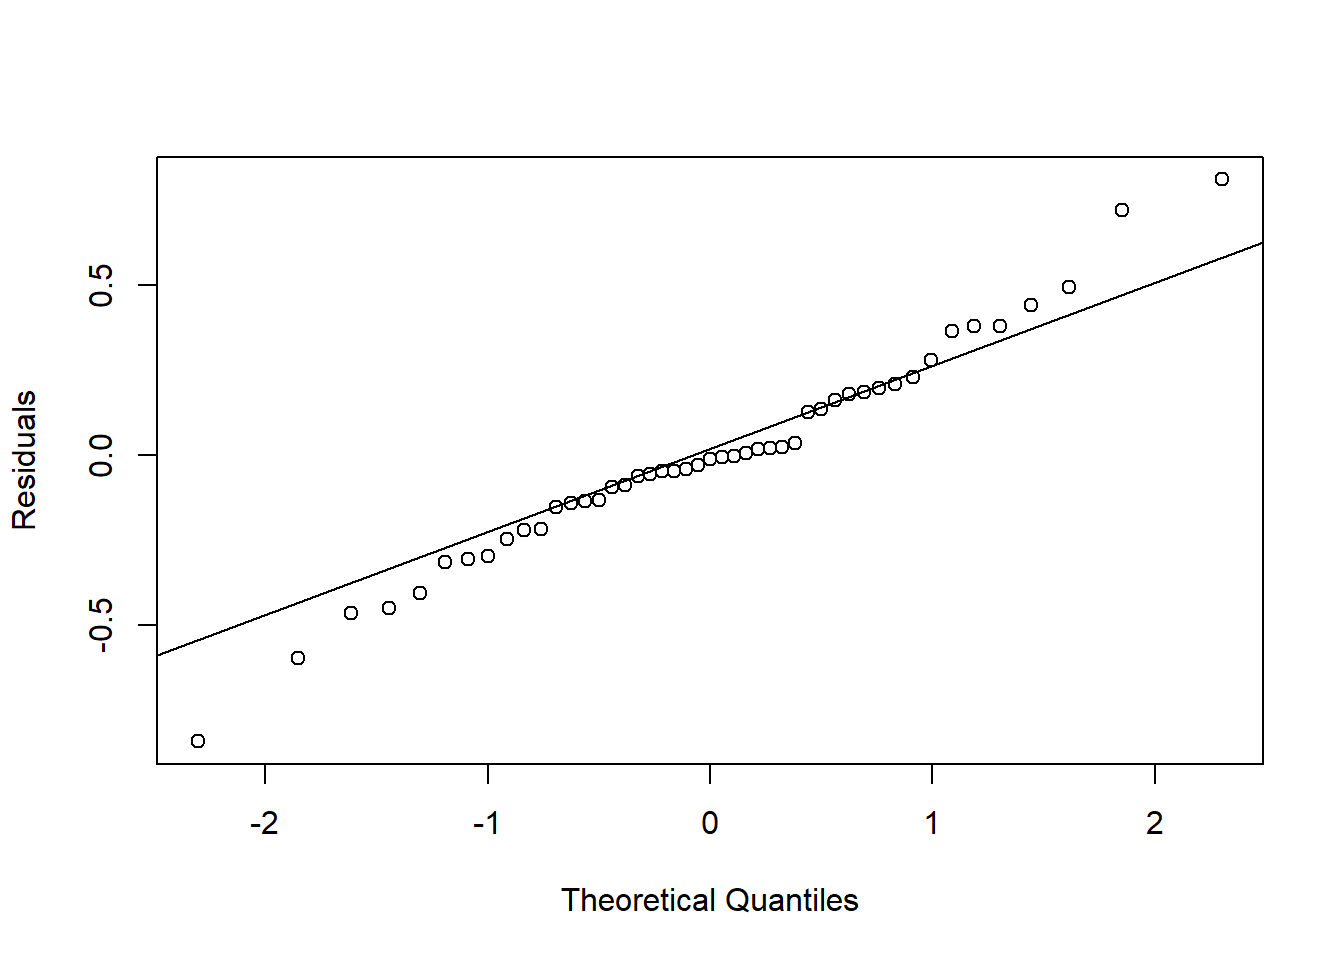 Residuals
0.5
0.0
-0.5
-2 -1 0 1 2
Theoretical Quantiles